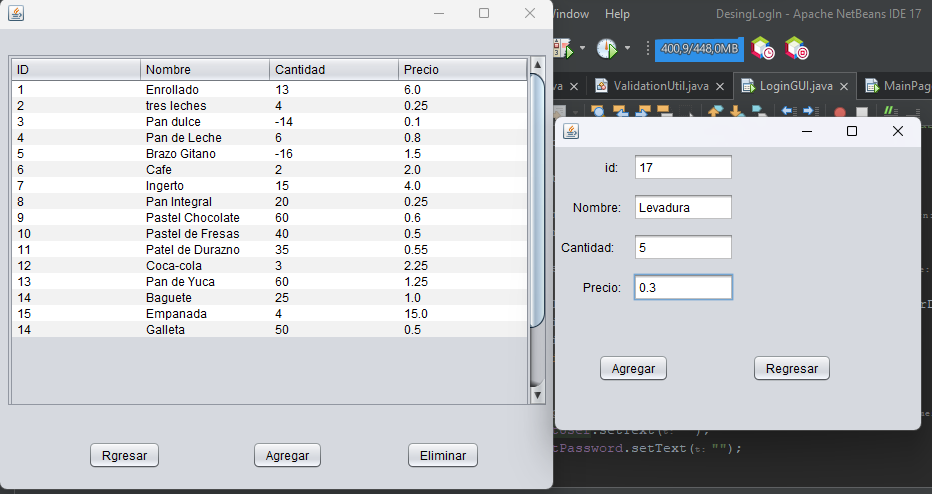 Window Help DesingLogIn - Apache NetBeans IDE 17
400,9/448,0MB
ValidationUtil.java LoginGUI.java MainPag
ID Nombre Cantidad Precio
1 Enrollado 13 6.0
2 tres leches 4 0.25
3 Pan dulce -14 0.1
4 Pan de Leche 6 0.8
5 Brazo Gitano -16 1.5
6 Cafe 2 2.0
7 Ingerto 15 4.0
8 Pan Integral 20 0.25
9 Pastel Chocolate 60 0.6
10 Pastel de Fresas 40 0.5
11 Patel de Durazno 35 0.55
12 Coca-cola 3 2.25
13 Pan de Yuca 60 1.25
14 Baguete 25 1.0
15 Empanada 4 15.0
14 Galleta 50 0.5
Rgresar Agregar Eliminar
id: 17
Nombre: Levadura
Cantidad: 5
Precio: 0.3
Agregar Regresar
tPassword.setText(t: "");